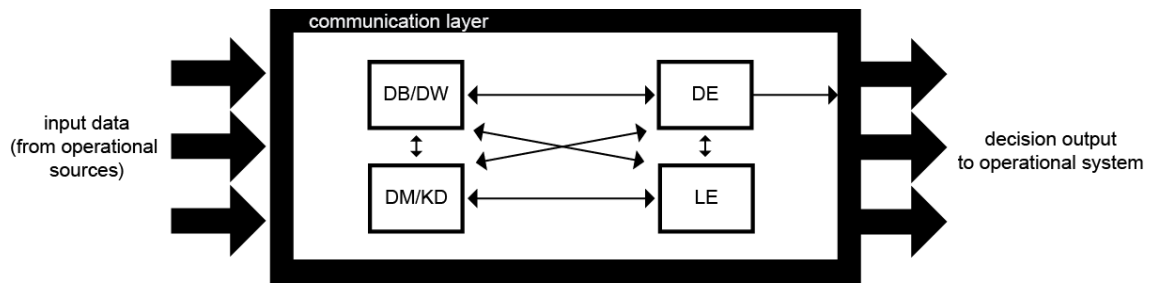 communication layer
DB/DW
DE
input data
(from operational
sources)
decision output
to operational system
DM/KD
LE